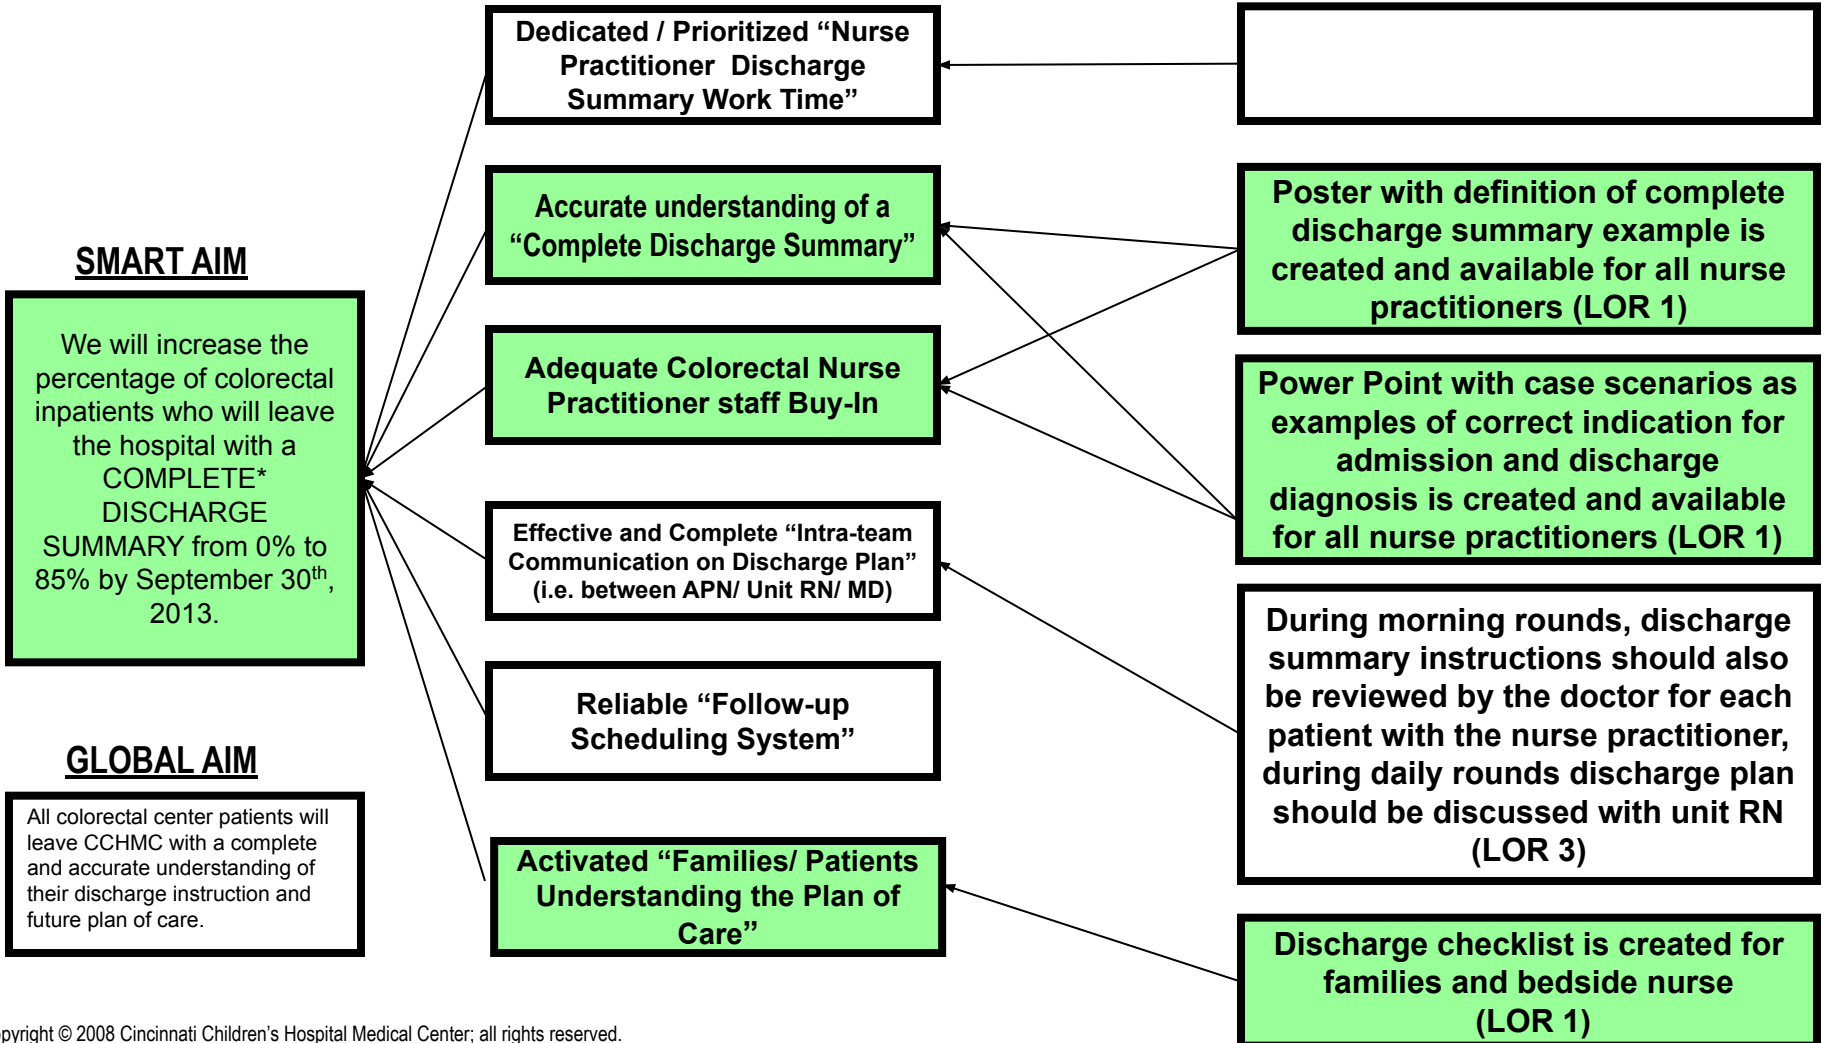 SMART AIM
We will increase the
percentage of colorectal
inpatients who will leave
the hospital with a
COMPLETE*
DISCHARGE
SUMMARY from 0% to
85% by September 30th,
2013.
GLOBAL AIM
All colorectal center patients will
leave CCHMC with a complete
and accurate understanding of
their discharge instruction and
future plan of care.
Dedicated / Prioritized “Nurse
Practitioner Discharge
Summary Work Time”
Accurate understanding of a
“Complete Discharge Summary”
Adequate Colorectal Nurse
Practitioner staff Buy-In
Effective and Complete “Intra-team
Communication on Discharge Plan”
(i.e. between APN/ Unit RN/ MD)
Reliable “Follow-up
Scheduling System”
Activated “Families/ Patients
Understanding the Plan of
Care”
Poster with definition of complete
discharge summary example is
created and available for all nurse
practitioners (LOR 1)
Power Point with case scenarios as
examples of correct indication for
admission and discharge
diagnosis is created and available
for all nurse practitioners (LOR 1)
During morning rounds, discharge
summary instructions should also
be reviewed by the doctor for each
patient with the nurse practitioner,
during daily rounds discharge plan
should be discussed with unit RN
(LOR 3)
Discharge checklist is created for
families and bedside nurse
(LOR 1)
opyright © 2008 Cincinnati Children’s Hospital Medical Center; all rights reserved.